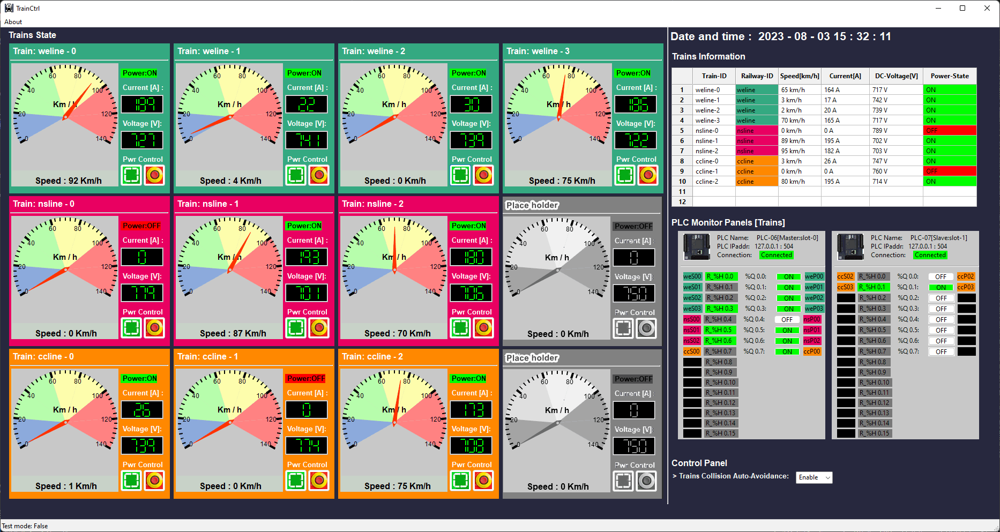 TrainCtrl
About
Trains State
Train: weline - 0
0 20 40 60 80 100 120 140
Km / h
Speed : 92 Km/h
Power:ON
Current [A] :
189
Voltage [V]:
727
Pwr Control
Train: weline - 1
0 20 40 60 80 100 120 140
Km / h
Speed : 4 Km/h
Power:ON
Current [A] :
22
Voltage [V]:
741
Pwr Control
Train: weline - 2
0 20 40 60 80 100 120 140
Km / h
Speed : 0 Km/h
Power:ON
Current [A] :
30
Voltage [V]:
739
Pwr Control
Train: weline - 3
0 20 40 60 80 100 120 140
Km / h
Speed : 75 Km/h
Power:ON
Current [A] :
186
Voltage [V]:
722
Pwr Control
Train: nsline - 0
0 20 40 60 80 100 120 140
Km / h
Speed : 0 Km/h
Power:OFF
Current [A] :
0
Voltage [V]:
779
Pwr Control
Train: nsline - 1
0 20 40 60 80 100 120 140
Km / h
Speed : 87 Km/h
Power:ON
Current [A] :
193
Voltage [V]:
701
Pwr Control
Train: nsline - 2
0 20 40 60 80 100 120 140
Km / h
Speed : 70 Km/h
Power:ON
Current [A] :
180
Voltage [V]:
706
Pwr Control
Place holder
0 20 40 60 80 100 120 140
Km / h
Speed : 0 Km/h
Power:OFF
Current [A] :
0
Voltage [V]:
750
Pwr Control
Train: ccline - 0
0 20 40 60 80 100 120 140
Km / h
Speed : 1 Km/h
Power:ON
Current [A] :
26
Voltage [V]:
739
Pwr Control
Train: ccline - 1
0 20 40 60 80 100 120 140
Km / h
Speed : 0 Km/h
Power:OFF
Current [A] :
0
Voltage [V]:
774
Pwr Control
Train: ccline - 2
0 20 40 60 80 100 120 140
Km / h
Speed : 75 Km/h
Power:ON
Current [A] :
173
Voltage [V]:
708
Pwr Control
Place holder
0 20 40 60 80 100 120 140
Km / h
Speed : 0 Km/h
Power:OFF
Current [A] :
0
Voltage [V]:
750
Pwr Control
Date and time : 2023 - 08 - 03 15 : 32 : 11
Trains Information
Train-ID Railway-ID Speed[km/h] Current[A] DC-Voltage[V] Power-State
1 weline-0 weline 65 km/h 164 A 717 V ON
2 weline-1 weline 3 km/h 17 A 742 V ON
3 weline-2 weline 2 km/h 20 A 739 V ON
4 weline-3 weline 70 km/h 165 A 717 V ON
5 nsline-0 nsline 0 km/h 0 A 789 V OFF
6 nsline-1 nsline 89 km/h 195 A 702 V ON
7 nsline-2 nsline 95 km/h 182 A 703 V ON
8 ccline-0 ccline 3 km/h 26 A 747 V ON
9 ccline-1 ccline 0 km/h 0 A 760 V OFF
10 ccline-2 ccline 80 km/h 195 A 714 V ON
11
12
PLC Monitor Panels [Trains]
PLC Name: PLC-06[Master:slot-0]
PLC IPaddr: 127.0.0.1 : 504
Connection: Connected
weS00 R_%H 0.0 %Q 0.0: ON weP00
weS01 R_%H 0.1 %Q 0.1: ON weP01
weS02 R_%H 0.2 %Q 0.2: ON weP02
weS03 R_%H 0.3 %Q 0.3: ON weP03
nsS00 R_%H 0.4 %Q 0.4: OFF nsP00
nsS01 R_%H 0.5 %Q 0.5: ON nsP01
nsS02 R_%H 0.6 %Q 0.6: ON nsP02
ccS00 R_%H 0.7 %Q 0.7: ON ccP00
R_%H 0.8
R_%H 0.9
R_%H 0.10
R_%H 0.11
R_%H 0.12
R_%H 0.13
R_%H 0.14
R_%H 0.15
PLC Name: PLC-07[Slave:slot-1]
PLC IPaddr: 127.0.0.1 : 504
Connection: Connected
ccS02 R_%H 0.0 %Q 0.0: OFF ccP02
ccS03 R_%H 0.1 %Q 0.1: ON ccP03
R_%H 0.2 %Q 0.2: OFF
R_%H 0.3 %Q 0.3: OFF
R_%H 0.4 %Q 0.4: OFF
R_%H 0.5 %Q 0.5: OFF
R_%H 0.6 %Q 0.6: OFF
R_%H 0.7 %Q 0.7: OFF
R_%H 0.8
R_%H 0.9
R_%H 0.10
R_%H 0.11
R_%H 0.12
R_%H 0.13
R_%H 0.14
R_%H 0.15
Control Panel
> Trains Collision Auto-Avoidance: Enable
Test mode: False